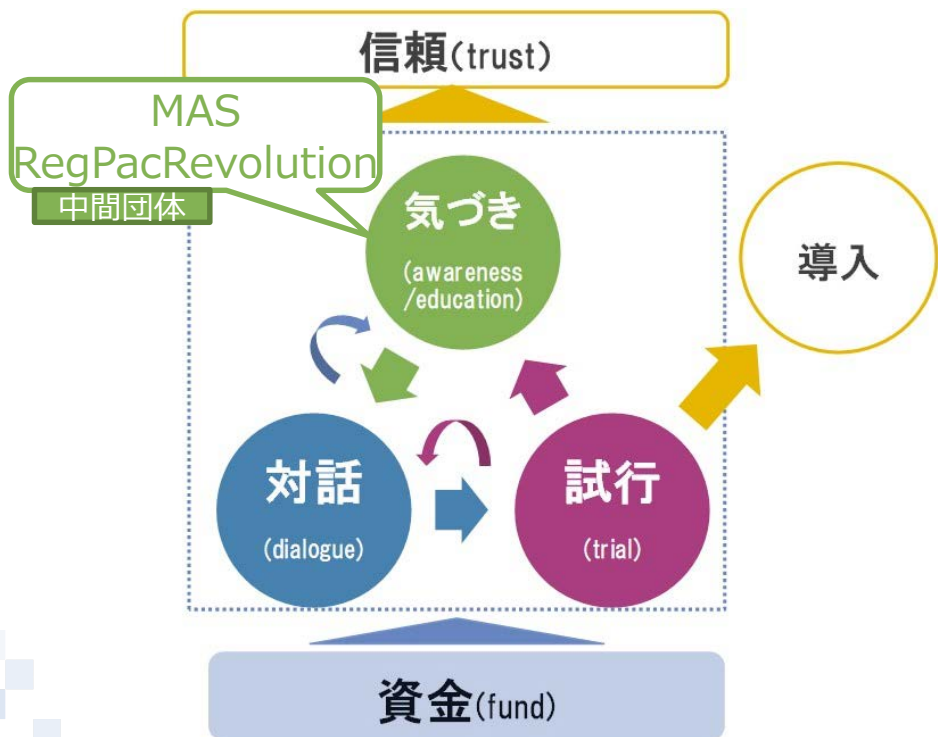 信頼(trust)
MAS
RegPacRevolution
中間団体
気づき
(awareness
/education)
導入
対話
(dialogue)
試行
(trial)
資金(fund)